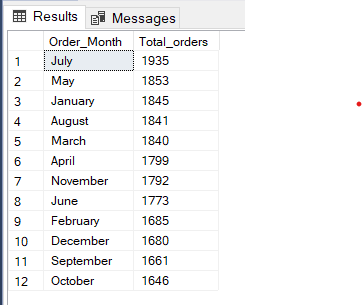 Results Messages
Order_Month Total_orders
1 July 1935
2 May 1853
3 January 1845
4 August 1841
5 March 1840
6 April 1799
7 November 1792
8 June 1773
9 February 1685
10 December 1680
11 September 1661
12 October 1646